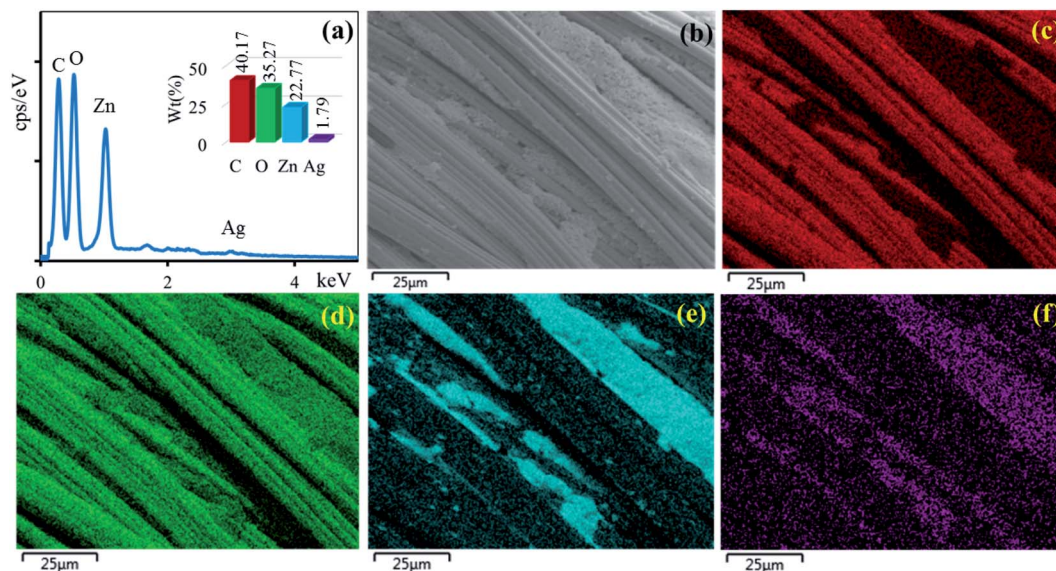 (a)
cps/eV
C O
Zn
Ag
Wt(%)
50
25
0
40.17
35.27
22.77
1.79
C O Zn Ag
0 2 4 keV
(b)
25µm
(c)
25µm
(d)
25µm
(e)
25µm
(f)
25µm